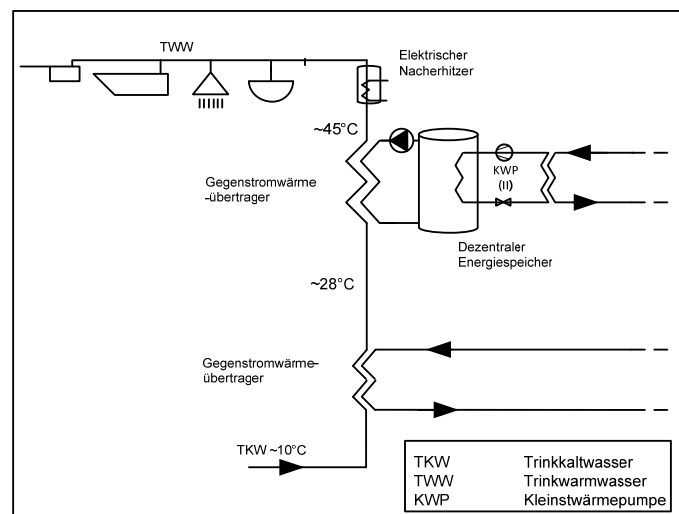 TWW
Elektrischer
Nacherhitzer
~45°C
Gegenstromwärme
-übertrager
KWP
(II)
Dezentraler
Energiespeicher
~28°C
Gegenstromwärme-
übertrager
TKW ~10°C
TKW Trinkkaltwasser
TWW Trinkwarmwasser
KWP Kleinstwärmepumpe